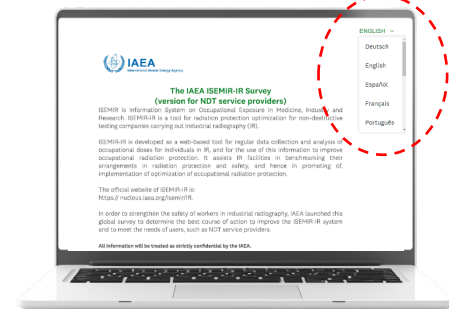 ENGLISH
Deutsch
English
Español
Français
Português
IAEA
International Atomic Energy Agency
The IAEA ISEMIR-IR Survey
(version for NDT service providers)
ISEMIR is Information System on Occupational Exposure in Medicine, Industry and
Research. ISEMIR-IR is a tool for radiation protection optimization for non-destructive
testing companies carrying out industrial radiography (IR).
ISEMIR-IR is developed as a web-based tool for regular data collection and analysis of
occupational doses for individuals in IR, and for the use of this information to improve
occupational radiation protection. It assists IR facilities in benchmarking their
arrangements in radiation protection and safety, and hence in promoting of,
implementation of optimization of occupational radiation protection.
The official website of ISEMIR-IR is:
https:// nucleus.iaea.org/isemir/IR.
In order to strengthen the safety of workers in industrial radiography, IAEA launched this
global survey to determine the best course of action to improve the ISEMIR-IR system
and to meet the needs of users, such as NDT service providers.
All information will be treated as strictly confidential by the IAEA.